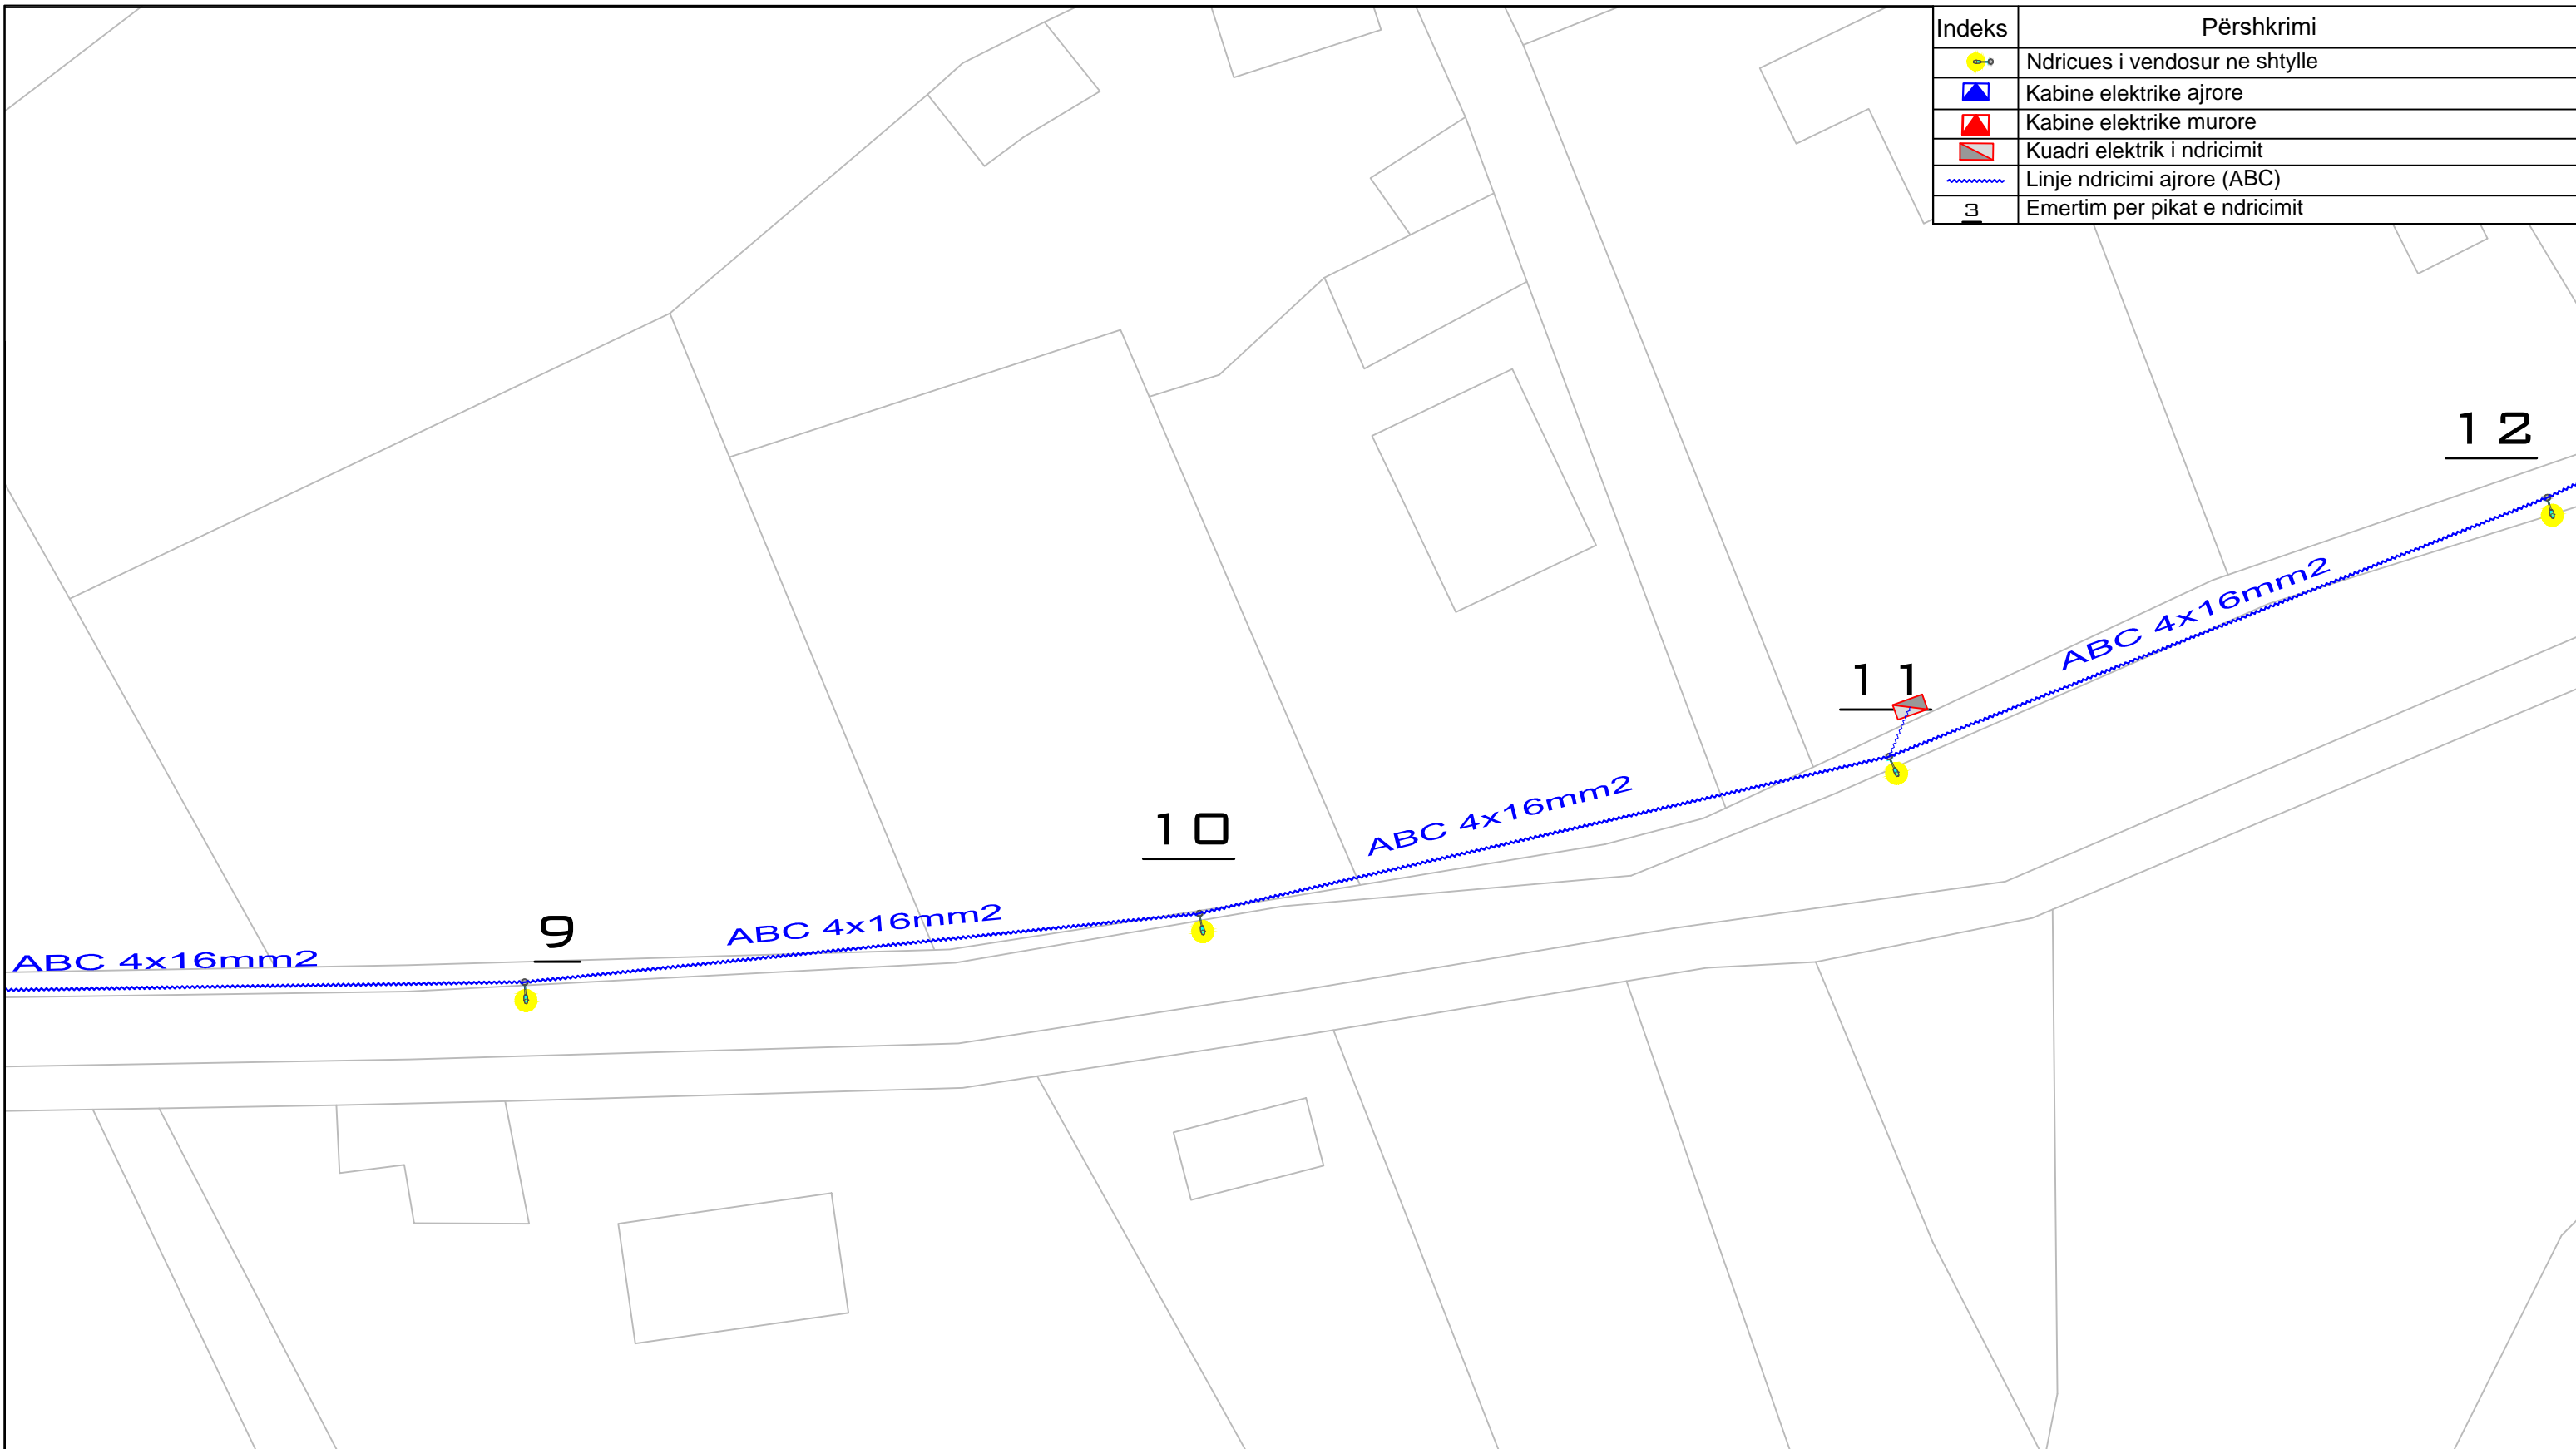 Indeks Përshkrimi
Ndricues i vendosur ne shtylle
Kabine elektrike ajrore
Kabine elektrike murore
Kuadri elektrik i ndricimit
Linje ndricimi ajrore (ABC)
3 Emertim per pikat e ndricimit
12
ABC 4x16mm2
11
ABC 4x16mm2
10
ABC 4x16mm2
9
ABC 4x16mm2